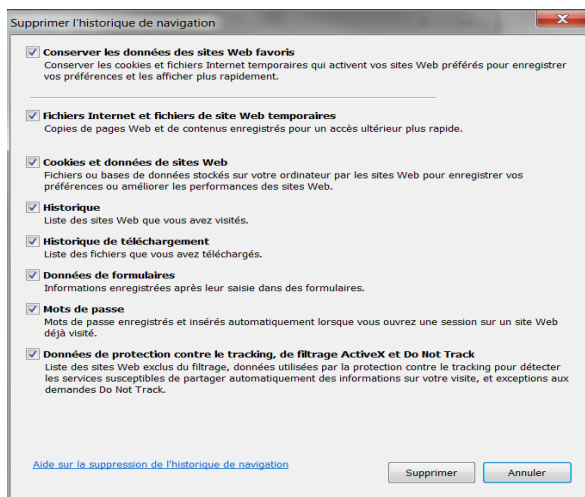 Supprimer l'historique de navigation
Conserver les données des sites Web favoris
Conserver les cookies et fichiers Internet temporaires qui activent vos sites Web préférés pour enregistrer
vos préférences et les afficher plus rapidement.
Fichiers Internet et fichiers de site Web temporaires
Copies de pages Web et de contenus enregistrés pour un accès ultérieur plus rapide.
Cookies et données de sites Web
Fichiers ou bases de données stockés sur votre ordinateur par les sites Web pour enregistrer vos
préférences ou améliorer les performances des sites Web.
Historique
Liste des sites Web que vous avez visités.
Historique de téléchargement
Liste des fichiers que vous avez téléchargés.
Données de formulaires
Informations enregistrées après leur saisie dans des formulaires.
Mots de passe
Mots de passe enregistrés et insérés automatiquement lorsque vous ouvrez une session sur un site Web
déjà visité.
Données de protection contre le tracking, de filtrage ActiveX et Do Not Track
Liste des sites Web exclus du filtrage, données utilisées par la protection contre le tracking pour détecter
les services susceptibles de partager automatiquement des informations sur votre visite, et exceptions aux
demandes Do Not Track.
Aide sur la suppression de l'historique de navigation
Supprimer
Annuler